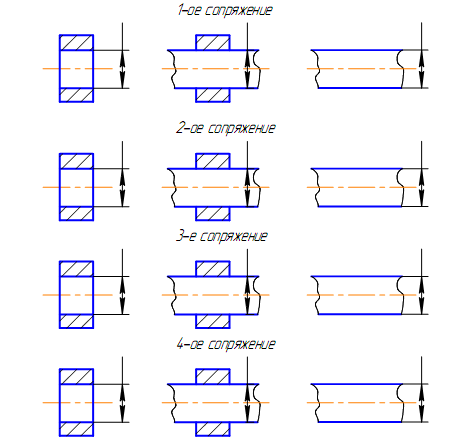 1-ое сопряжение
2-ое сопряжение
3-е сопряжение
4-ое сопряжение